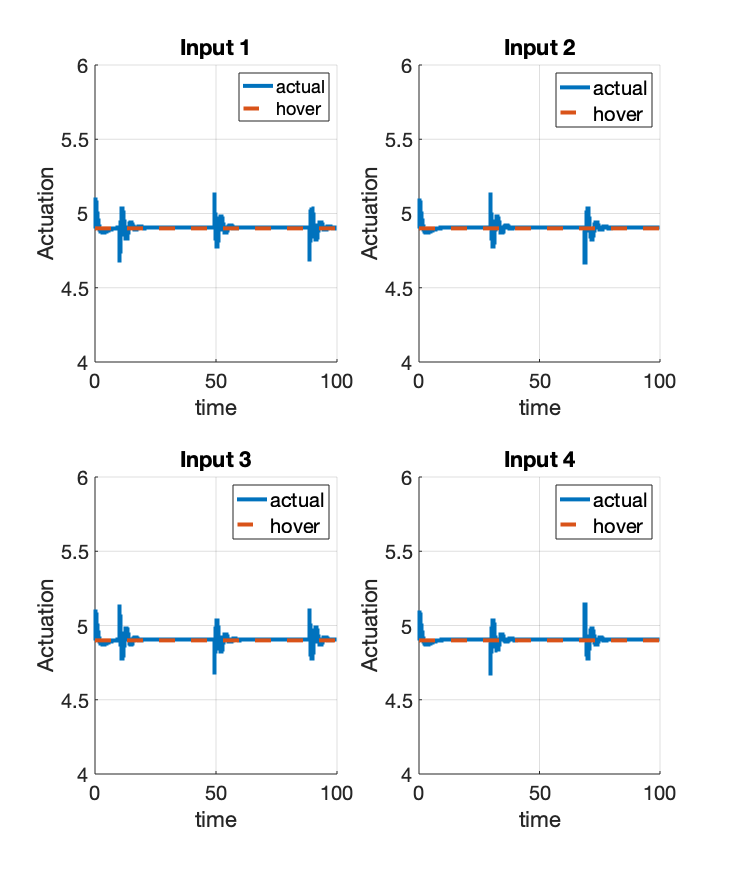 Input 1
6
5.5
5
4.5
4
Actuation
0
50
100
time
actual
hover
Input 2
6
5.5
5
4.5
4
Actuation
0
50
100
time
actual
hover
Input 3
6
5.5
5
4.5
4
Actuation
0
50
100
time
actual
hover
Input 4
6
5.5
5
4.5
4
Actuation
0
50
100
time
actual
hover